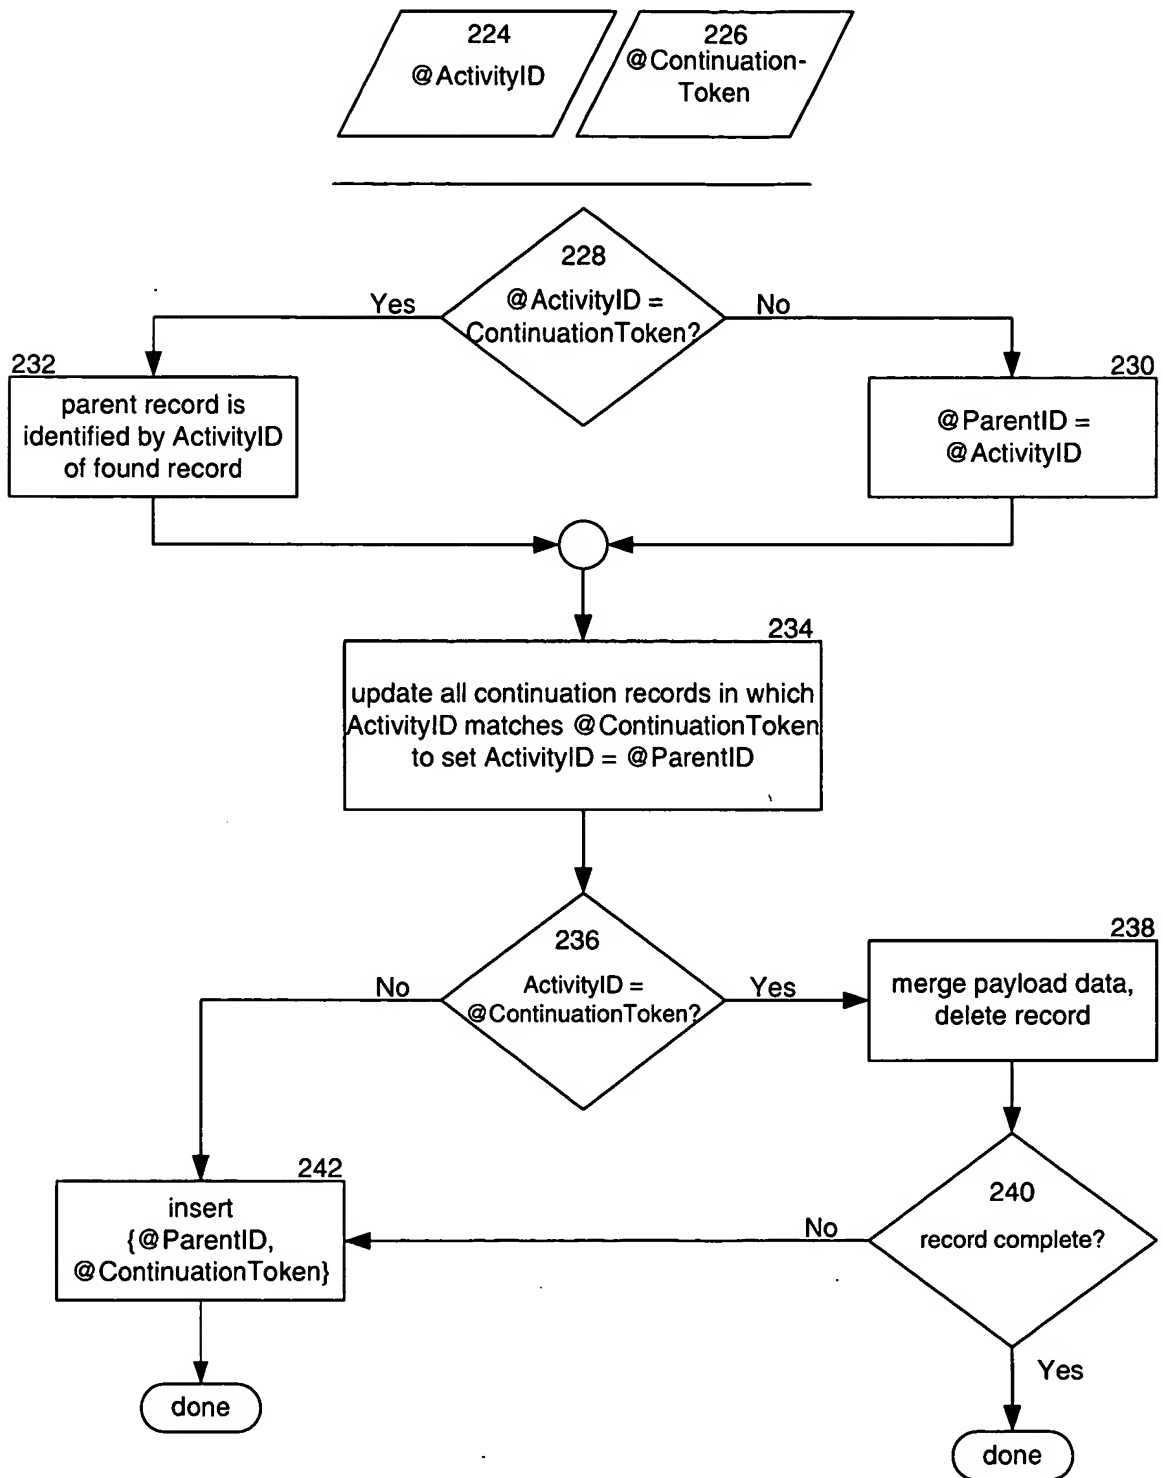 224
@ActivityID
226
@Continuation-
Token
228
@ActivityID =
ContinuationToken?
Yes
No
232
parent record is
identified by ActivityID
of found record
230
@ParentID =
@ActivityID
234
update all continuation records in which
ActivityID matches @ContinuationToken
to set ActivityID = @ParentID
236
ActivityID =
@ContinuationToken?
No
Yes
238
merge payload data,
delete record
242
insert
{@ParentID,
@ContinuationToken}
240
record complete?
No
Yes
done
done